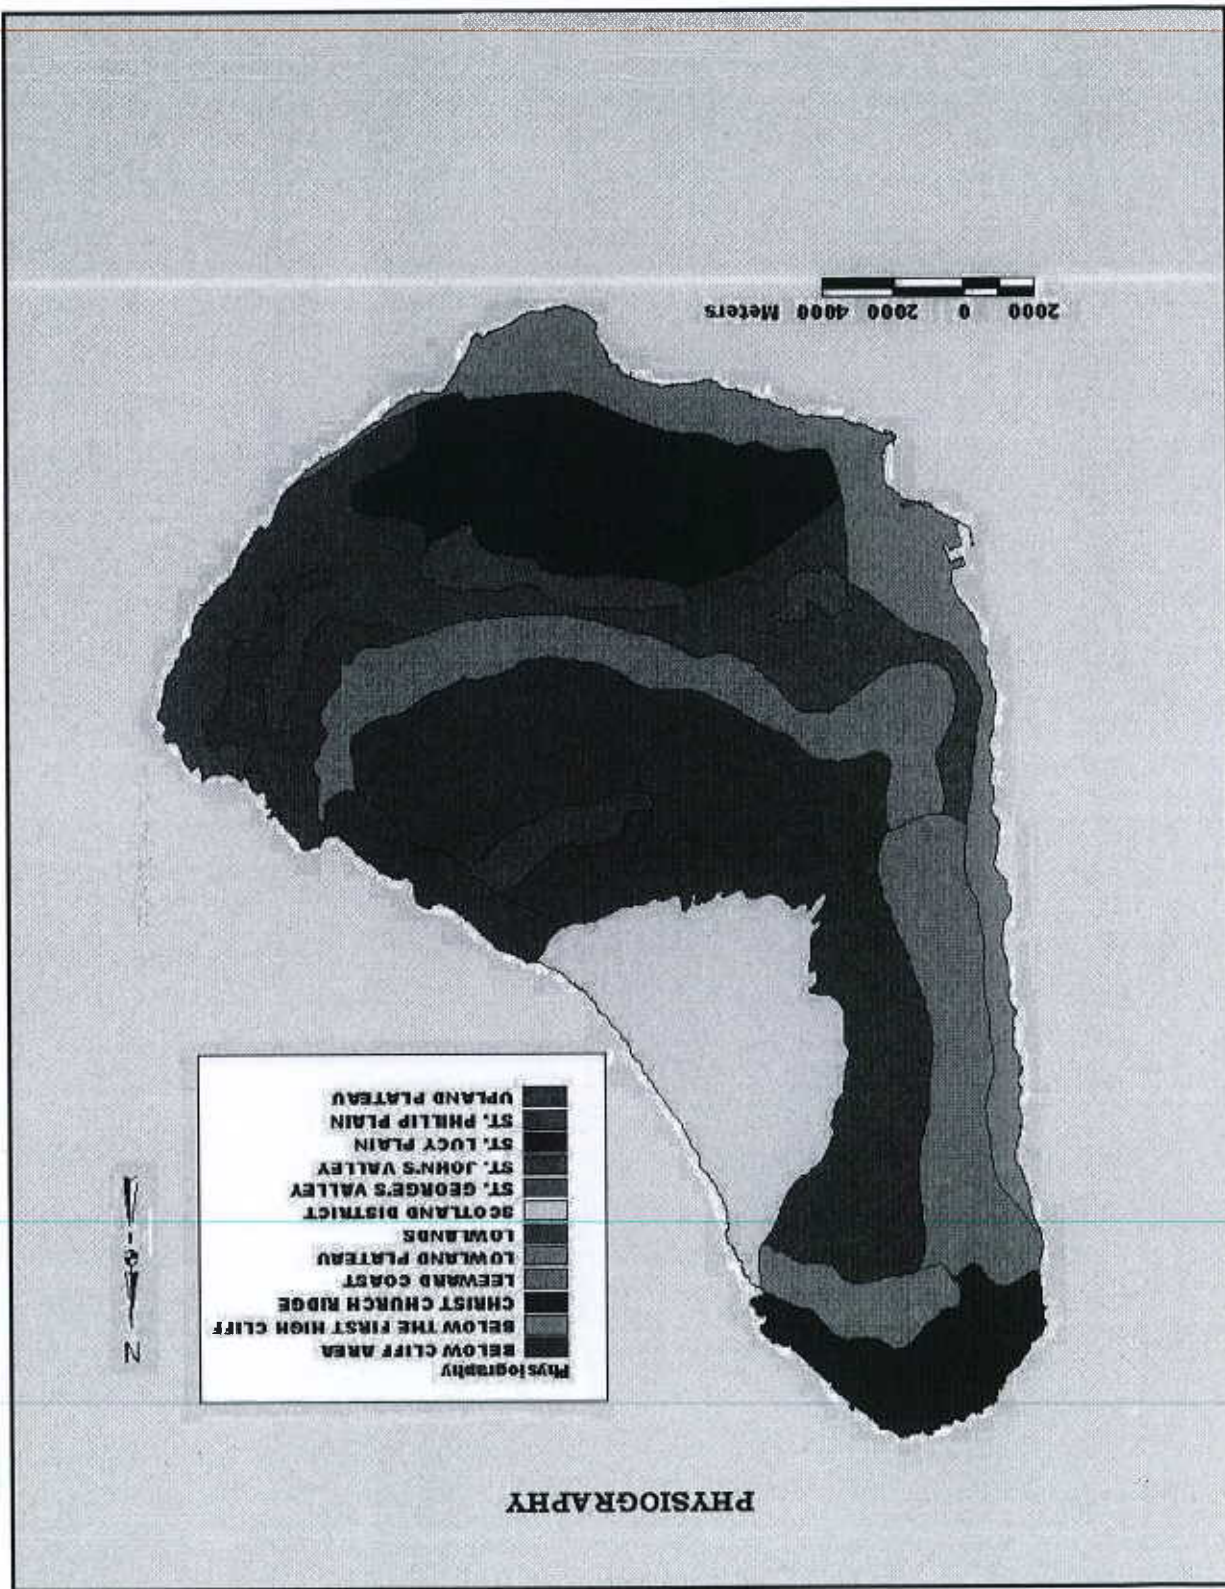 PHYSIOGRAPHY
N
Physiography
BELOW CLIFF AREA
BELOW THE FIRST HIGH CLIFF
CHRIST CHURCH RIDGE
LEEWARD COAST
LOWLAND PLATEAU
LOWLANDS
SCOTLAND DISTRICT
ST. GEORGE'S VALLEY
ST. JOHN'S VALLEY
ST. LUCY PLAIN
ST. PHILLIP PLAIN
UPLAND PLATEAU
2000 0 2000 4000 Meters